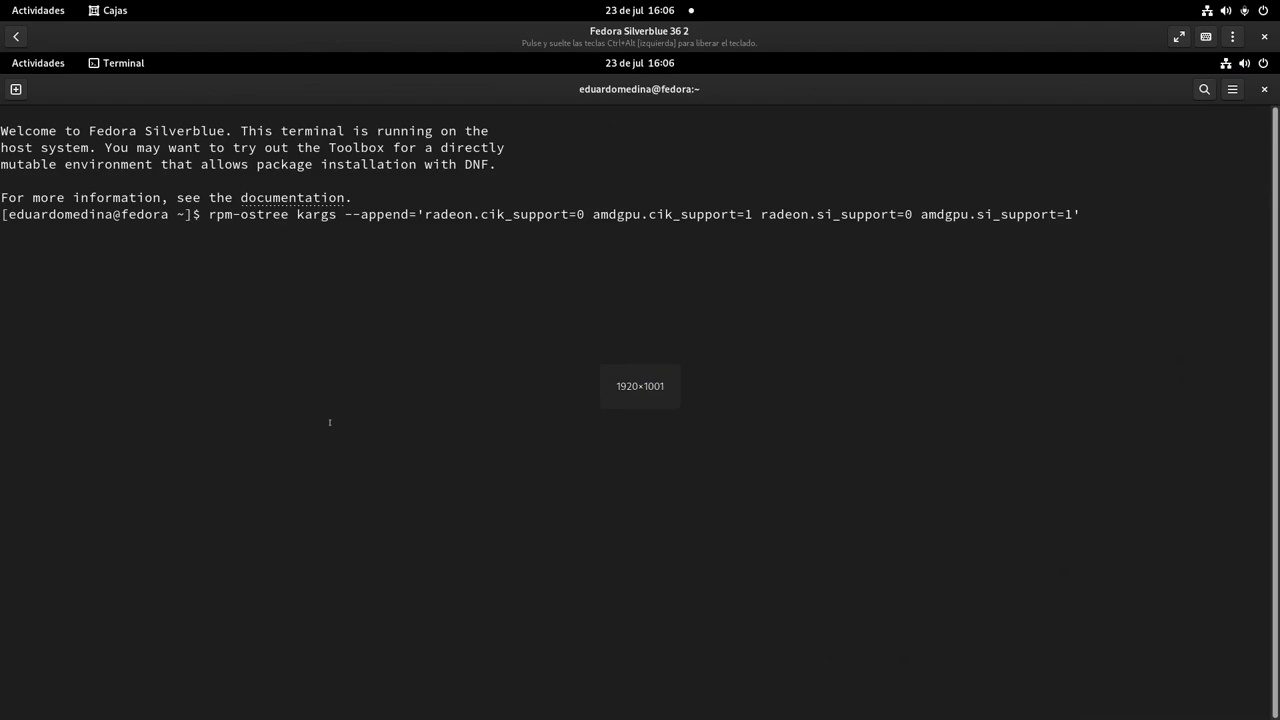 Actividades Cajas 23 de jul 16:06
Fedora Silverblue 36 2
Pulse y suelte las teclas Ctrl+Alt [izquierda] para liberar el teclado.
Actividades Terminal 23 de jul 16:06
eduardomedina@fedora:~
Welcome to Fedora Silverblue. This terminal is running on the
host system. You may want to try out the Toolbox for a directly
mutable environment that allows package installation with DNF.
For more information, see the documentation.
[eduardomedina@fedora ~]$ rpm-ostree kargs --append='radeon.cik_support=0 amdgpu.cik_support=1 radeon.si_support=0 amdgpu.si_support=1'
1920×1001